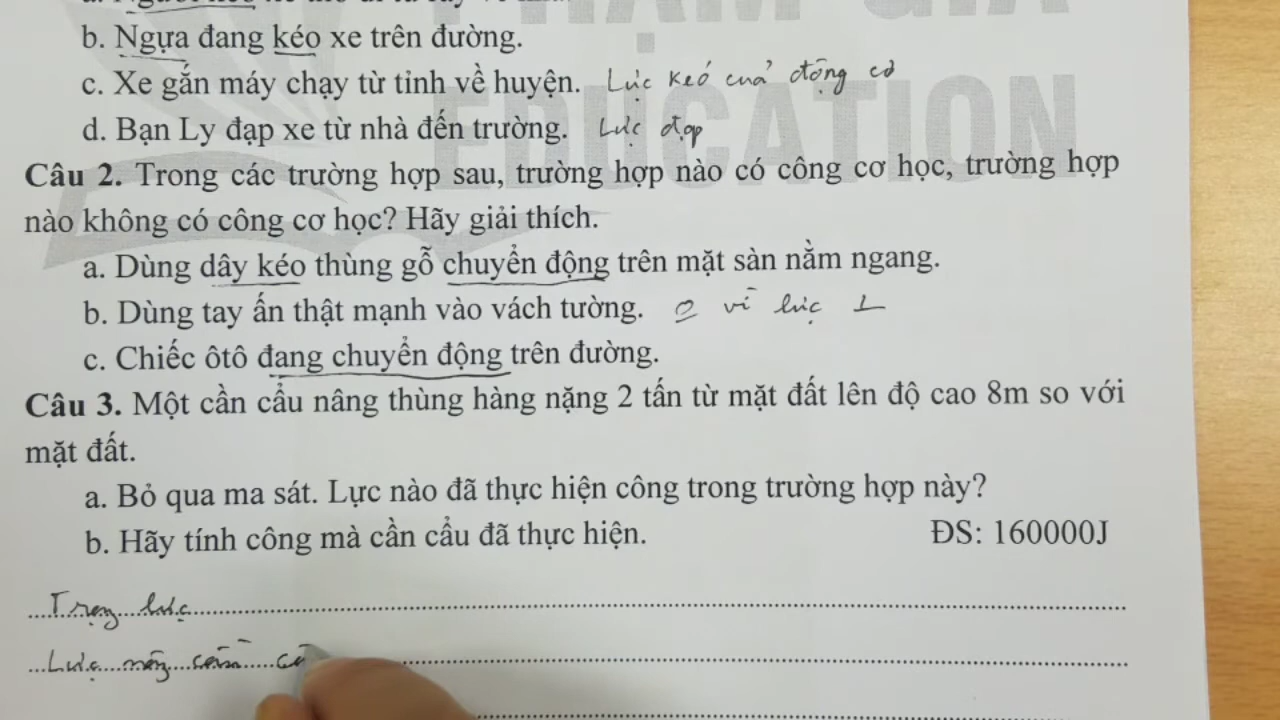 b. Ngựa đang kéo xe trên đường.
c. Xe gắn máy chạy từ tỉnh về huyện. Lực kéo của động cơ
d. Bạn Ly đạp xe từ nhà đến trường. Lực đạp
EDUCATION
Câu 2. Trong các trường hợp sau, trường hợp nào có công cơ học, trường hợp
nào không có công cơ học? Hãy giải thích.
a. Dùng dây kéo thùng gỗ chuyển động trên mặt sàn nằm ngang.
b. Dùng tay ấn thật mạnh vào vách tường. vì lực ⊥
c. Chiếc ôtô đang chuyển động trên đường.
Câu 3. Một cần cẩu nâng thùng hàng nặng 2 tấn từ mặt đất lên độ cao 8m so với
mặt đất.
a. Bỏ qua ma sát. Lực nào đã thực hiện công trong trường hợp này?
b. Hãy tính công mà cần cẩu đã thực hiện. ĐS: 160000J
Trọng lực
Lực nâng cần